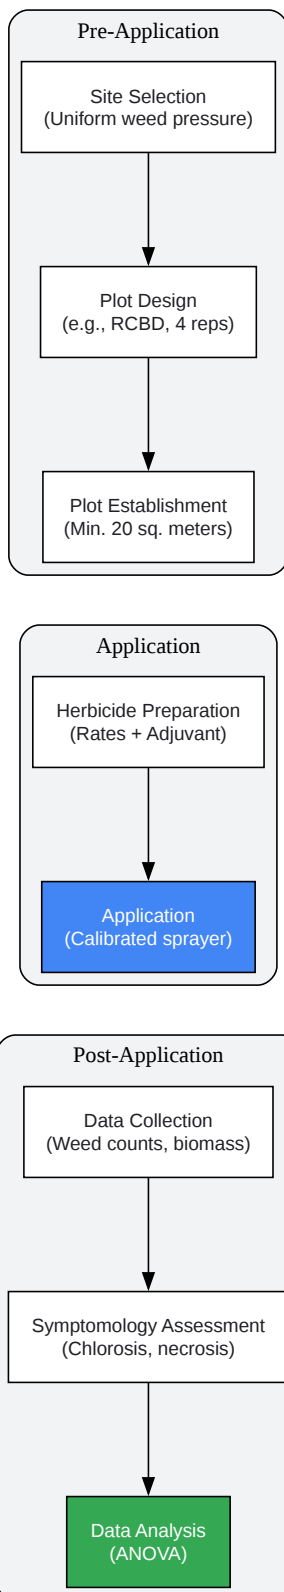 Pre-Application
Site Selection
(Uniform weed pressure)
Plot Design
(e.g., RCBD, 4 reps)
Plot Establishment
(Min. 20 sq. meters)
Application
Herbicide Preparation
(Rates + Adjuvant)
Application
(Calibrated sprayer)
Post-Application
Data Collection
(Weed counts, biomass)
Symptomology Assessment
(Chlorosis, necrosis)
Data Analysis
(ANOVA)